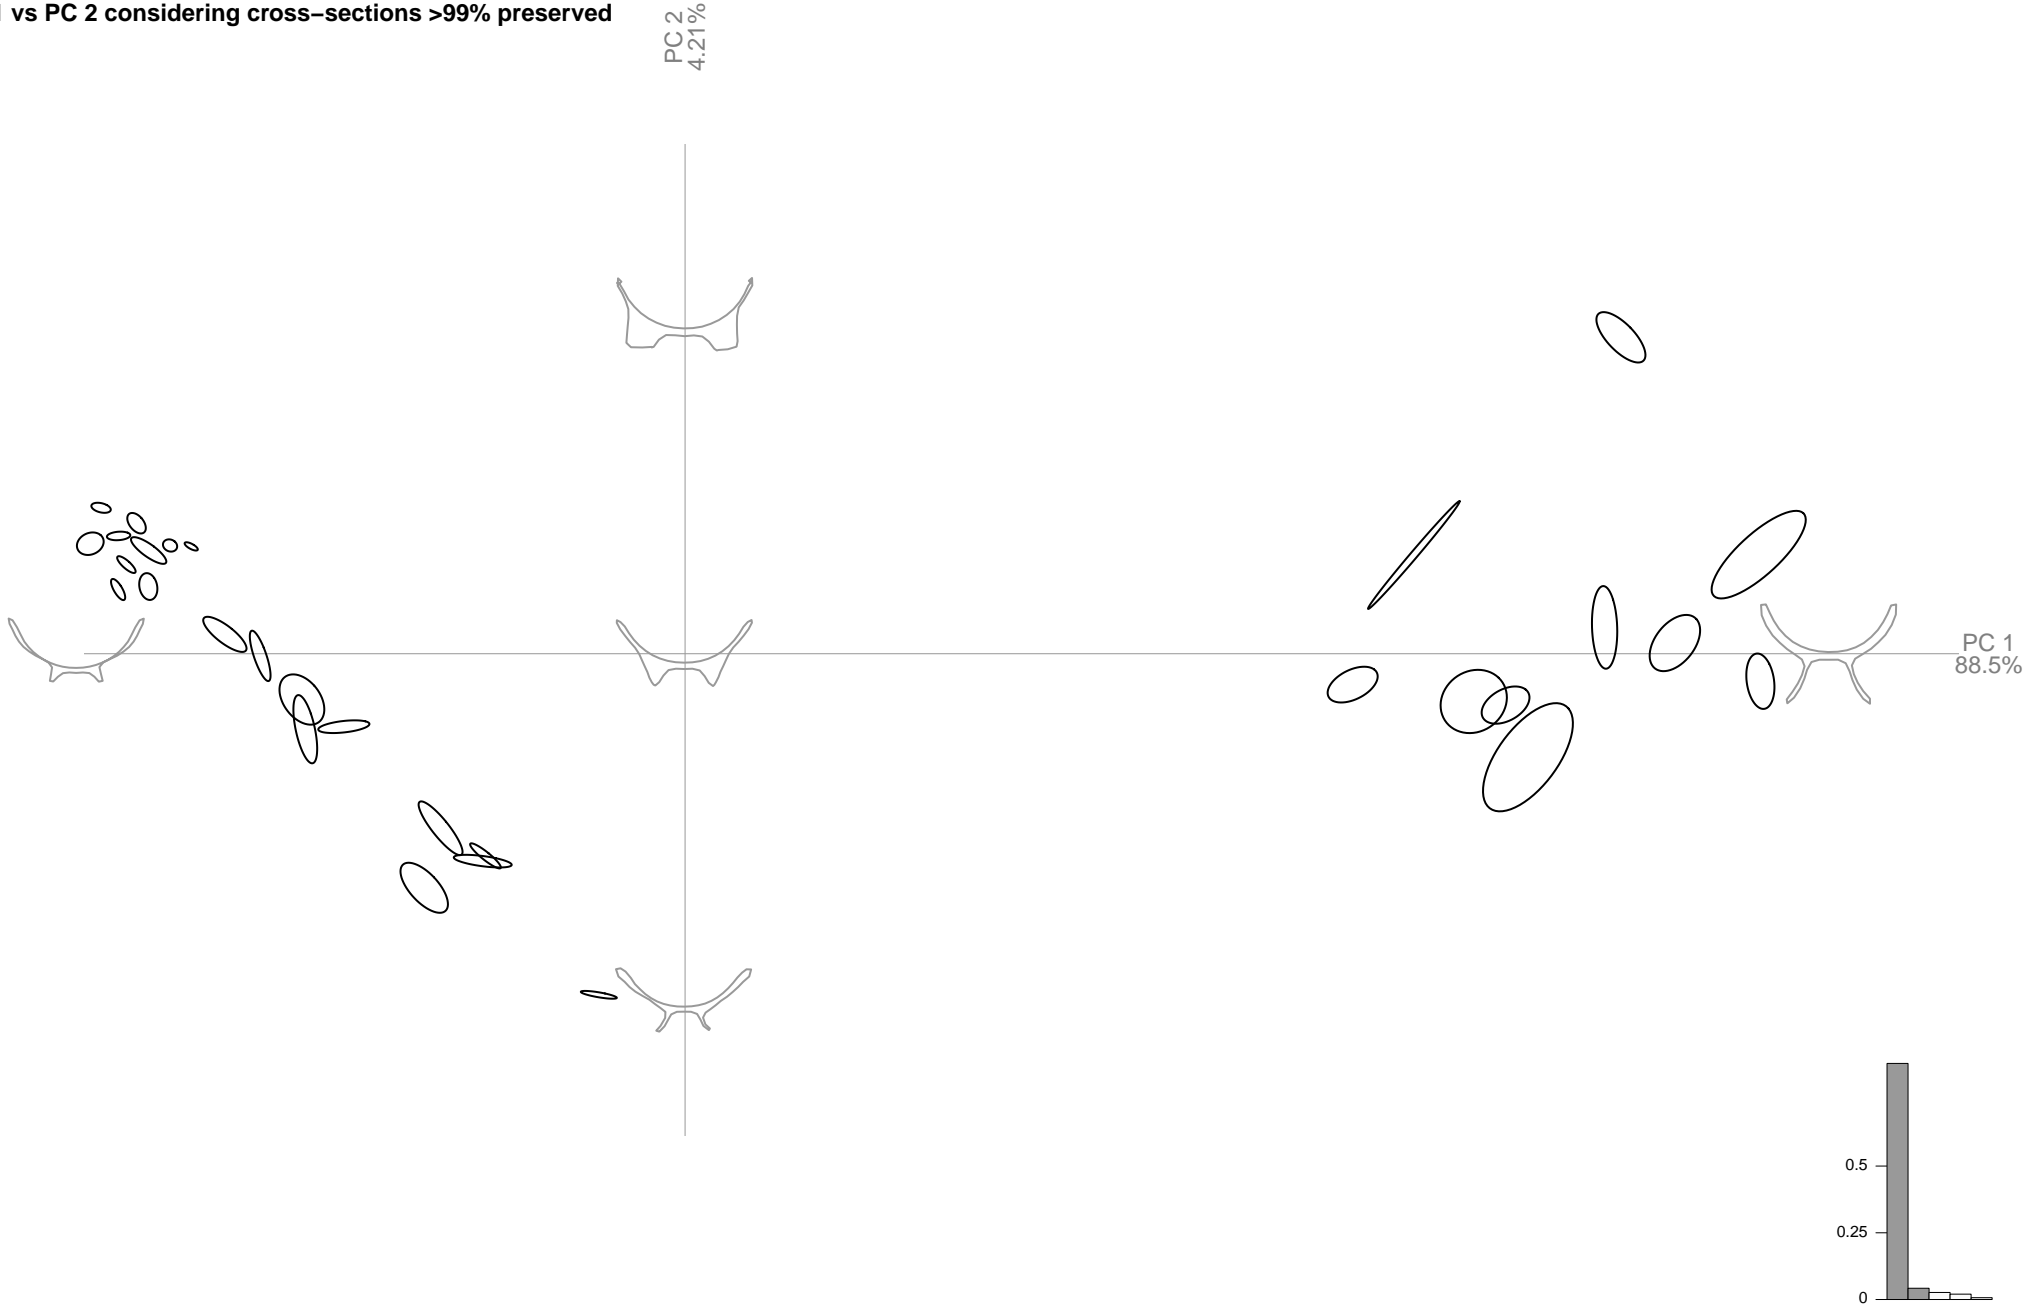 vs PC 2 considering cross−sections >99% preserved
PC 2
4.21%
PC 1
88.5%
0.5
0.25
0